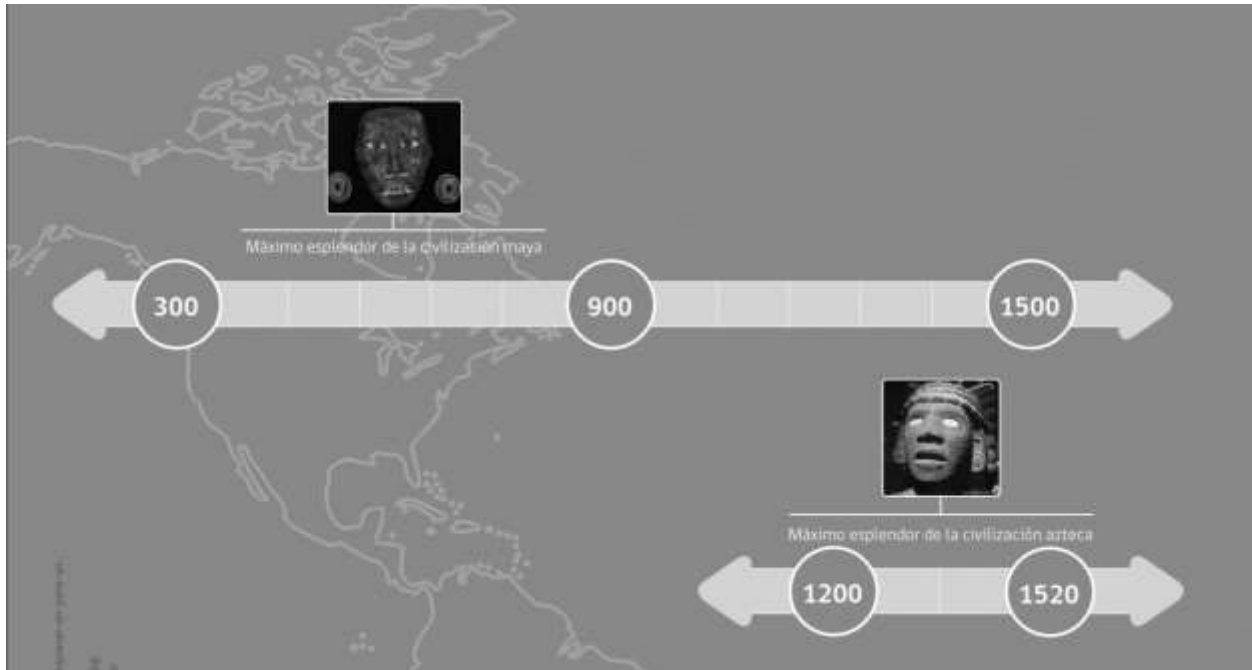 Máximo esplendor de la civilización maya
300
900
1500
Máximo esplendor de la civilización azteca
1200
1520